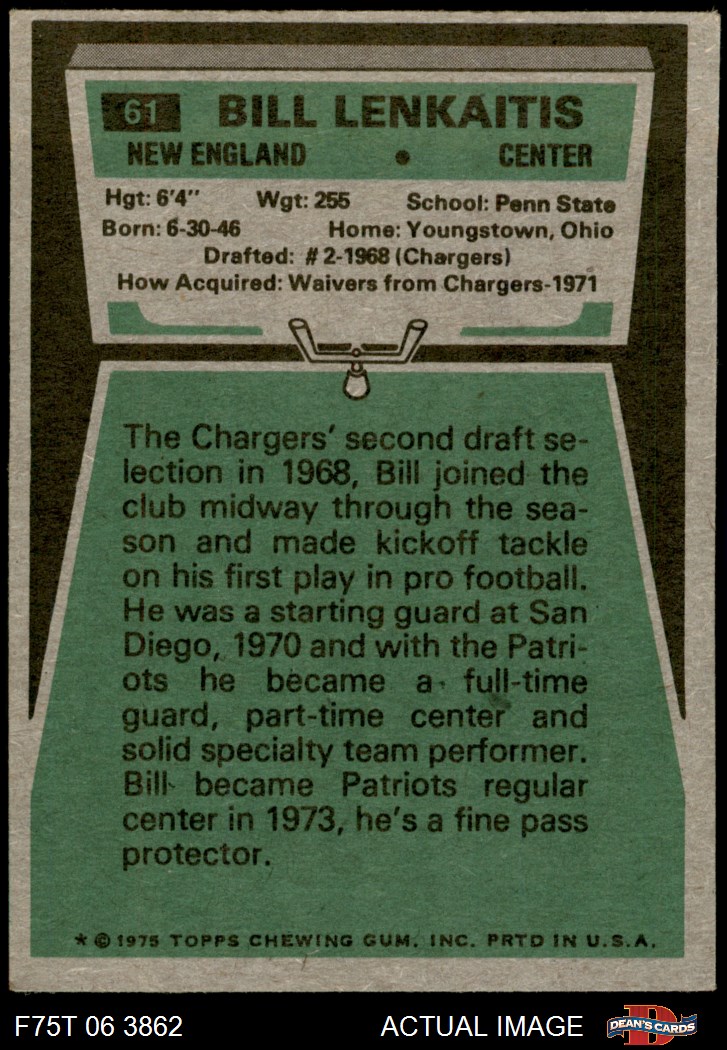 61 BILL LENKAITIS
NEW ENGLAND • CENTER
Hgt: 6'4" Wgt: 255 School: Penn State
Born: 6-30-46 Home: Youngstown, Ohio
Drafted: #2-1968 (Chargers)
How Acquired: Waivers from Chargers-1971
The Chargers' second draft se-
lection in 1968, Bill joined the
club midway through the sea-
son and made kickoff tackle
on his first play in pro football.
He was a starting guard at San
Diego, 1970 and with the Patri-
ots he became a full-time
guard, part-time center and
solid specialty team performer.
Bill became Patriots regular
center in 1973, he's a fine pass
protector.
* © 1975 TOPPS CHEWING GUM, INC. PRTD IN U.S.A.
F75T 06 3862 ACTUAL IMAGE DEAN'S CARDS